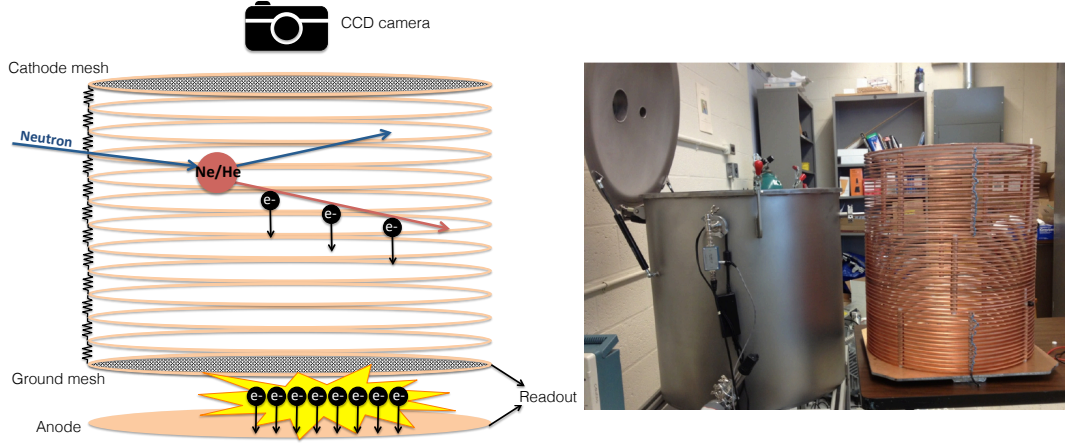 CCD camera
Cathode mesh
Neutron
Ne/He
e-
e-
e-
Ground mesh
e- e- e- e- e- e- e- e-
Readout
Anode